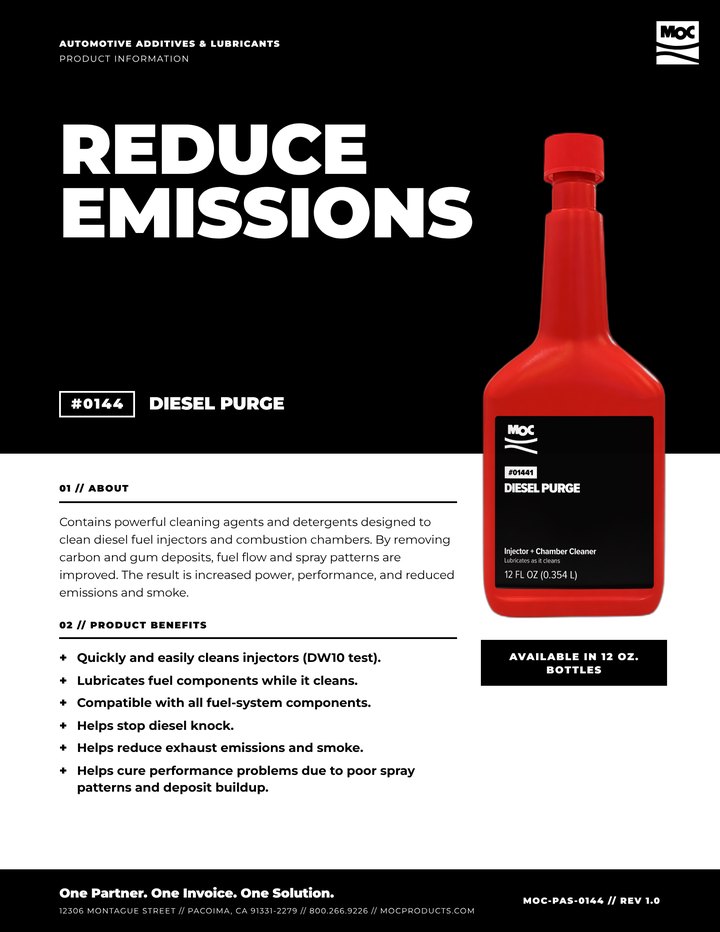 AUTOMOTIVE ADDITIVES & LUBRICANTS
PRODUCT INFORMATION
MOC
REDUCE
EMISSIONS
#0144 DIESEL PURGE
MOC
#01441
DIESEL PURGE
Injector + Chamber Cleaner
Lubricates as it cleans
12 FL OZ (0.354 L)
01 // ABOUT
Contains powerful cleaning agents and detergents designed to
clean diesel fuel injectors and combustion chambers. By removing
carbon and gum deposits, fuel flow and spray patterns are
improved. The result is increased power, performance, and reduced
emissions and smoke.
02 // PRODUCT BENEFITS
+ Quickly and easily cleans injectors (DW10 test).
+ Lubricates fuel components while it cleans.
+ Compatible with all fuel-system components.
+ Helps stop diesel knock.
+ Helps reduce exhaust emissions and smoke.
+ Helps cure performance problems due to poor spray
patterns and deposit buildup.
AVAILABLE IN 12 OZ.
BOTTLES
One Partner. One Invoice. One Solution.
12306 MONTAGUE STREET // PACOIMA, CA 91331-2279 // 800.266.9226 // MOCPRODUCTS.COM
MOC-PAS-0144 // REV 1.0